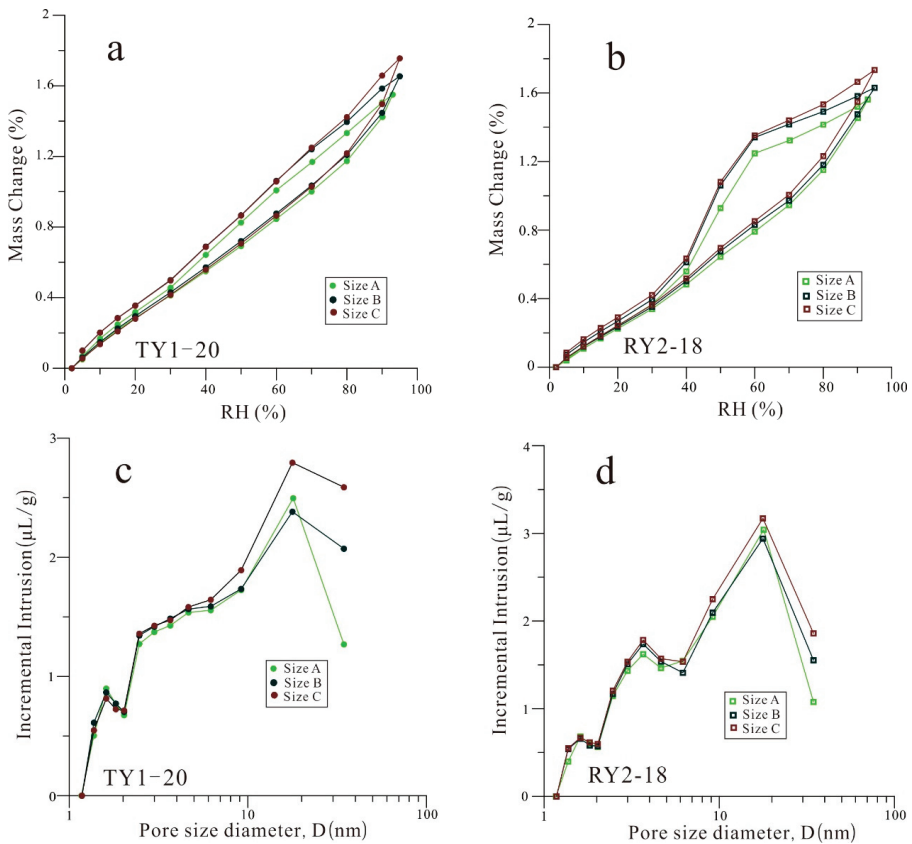 a
2
1.6
1.2
0.8
0.4
0
Mass Change (%)
Size A
Size B
Size C
TY1-20
0
20
40
60
80
100
RH (%)
b
2
1.6
1.2
0.8
0.4
0
Mass Change (%)
Size A
Size B
Size C
RY2-18
0
20
40
60
80
100
RH (%)
c
3
2
1
0
Incremental Intrusion(μL/g)
Size A
Size B
Size C
TY1-20
1
10
100
Pore size diameter, D(nm)
d
4
3
2
1
0
Incremental Intrusion(μL/g)
Size A
Size B
Size C
RY2-18
1
10
100
Pore size diameter, D(nm)